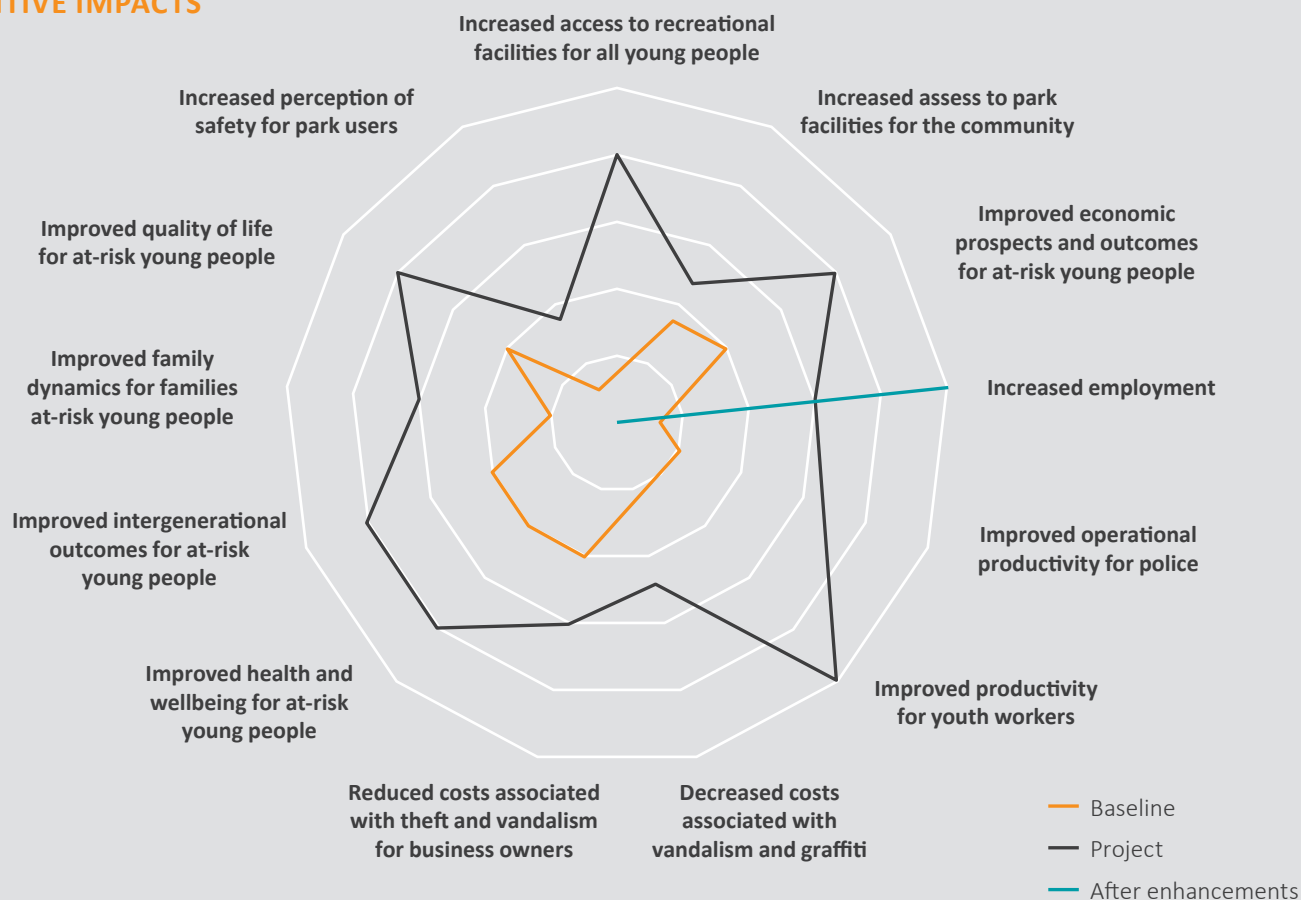 IMPACTS
Increased access to recreational
facilities for all young people
Increased assess to park
facilities for the community
Improved economic
prospects and outcomes
for at-risk young people
Increased employment
Improved operational
productivity for police
Improved productivity
for youth workers
Decreased costs
associated with
vandalism and graffiti
Reduced costs associated
with theft and vandalism
for business owners
Improved health and
wellbeing for at-risk
young people
Improved intergenerational
outcomes for at-risk
young people
Improved family
dynamics for families
at-risk young people
Improved quality of life
for at-risk young people
Increased perception of
safety for park users
Baseline
Project
After enhancements